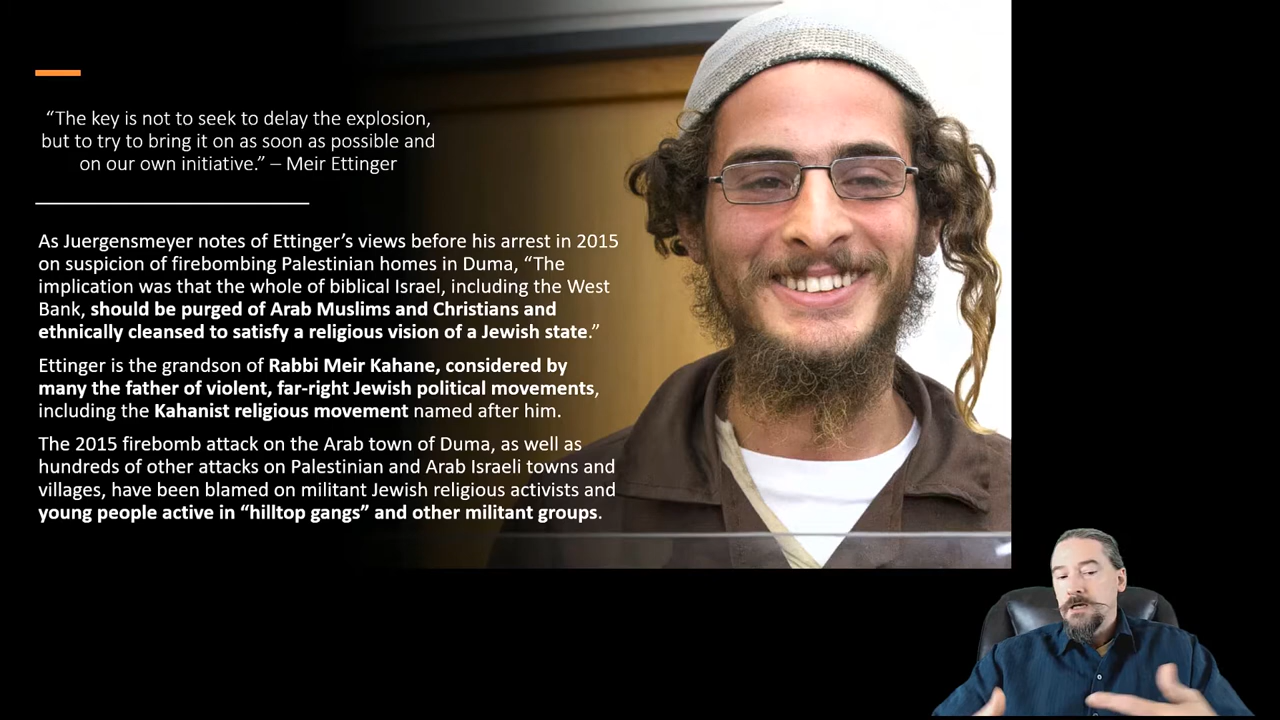 “The key is not to seek to delay the explosion,
but to try to bring it on as soon as possible and
on our own initiative.” – Meir Ettinger
As Juergensmeyer notes of Ettinger’s views before his arrest in 2015
on suspicion of firebombing Palestinian homes in Duma, “The
implication was that the whole of biblical Israel, including the West
Bank, should be purged of Arab Muslims and Christians and
ethnically cleansed to satisfy a religious vision of a Jewish state.”
Ettinger is the grandson of Rabbi Meir Kahane, considered by
many the father of violent, far-right Jewish political movements,
including the Kahanist religious movement named after him.
The 2015 firebomb attack on the Arab town of Duma, as well as
hundreds of other attacks on Palestinian and Arab Israeli towns and
villages, have been blamed on militant Jewish religious activists and
young people active in “hilltop gangs” and other militant groups.